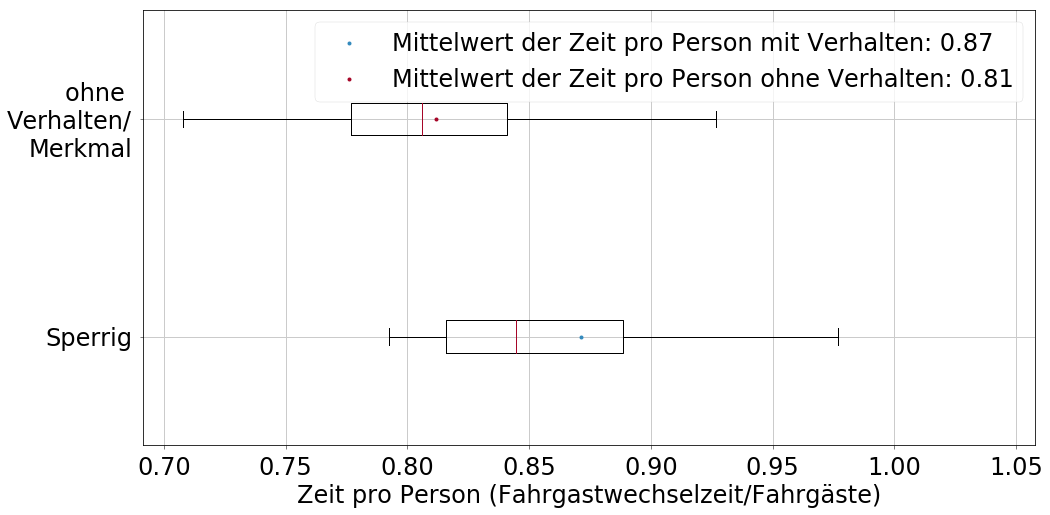 Mittelwert der Zeit pro Person mit Verhalten: 0.87
Mittelwert der Zeit pro Person ohne Verhalten: 0.81
ohne
Verhalten/
Merkmal
Sperrig
0.70 0.75 0.80 0.85 0.90 0.95 1.00 1.05
Zeit pro Person (Fahrgastwechselzeit/Fahrgäste)